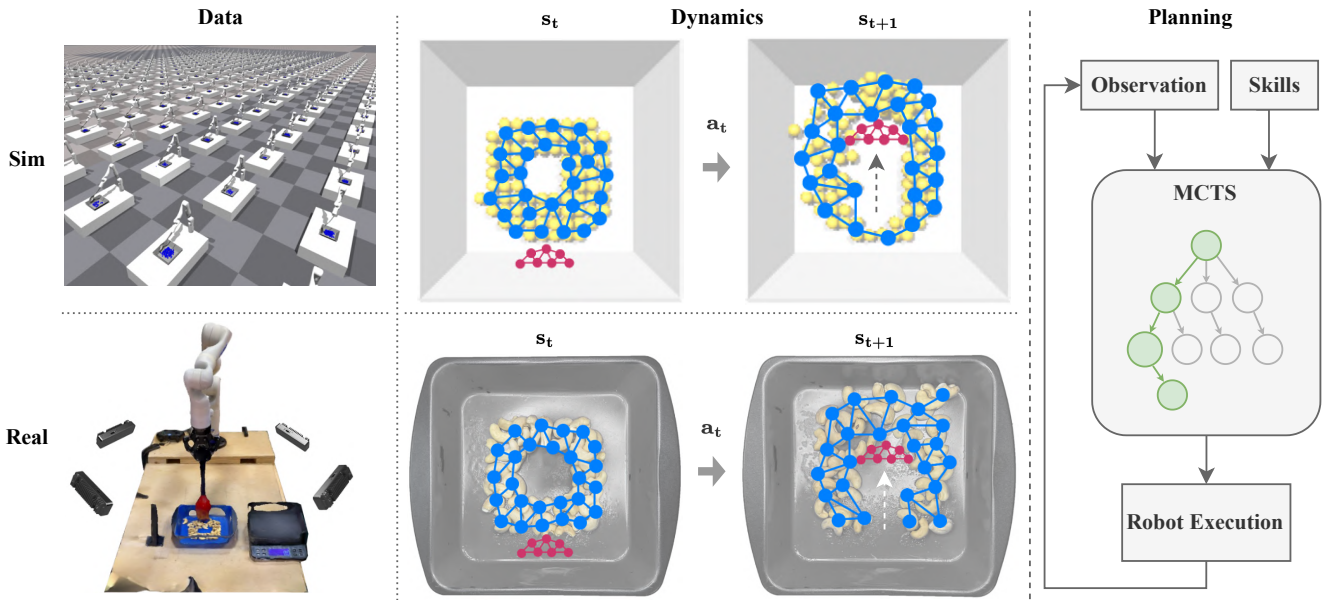 Data
Dynamics
Planning
s_t
s_{t+1}
Sim
a_t
Observation
Skills
MCTS
s_t
s_{t+1}
Real
a_t
Robot Execution